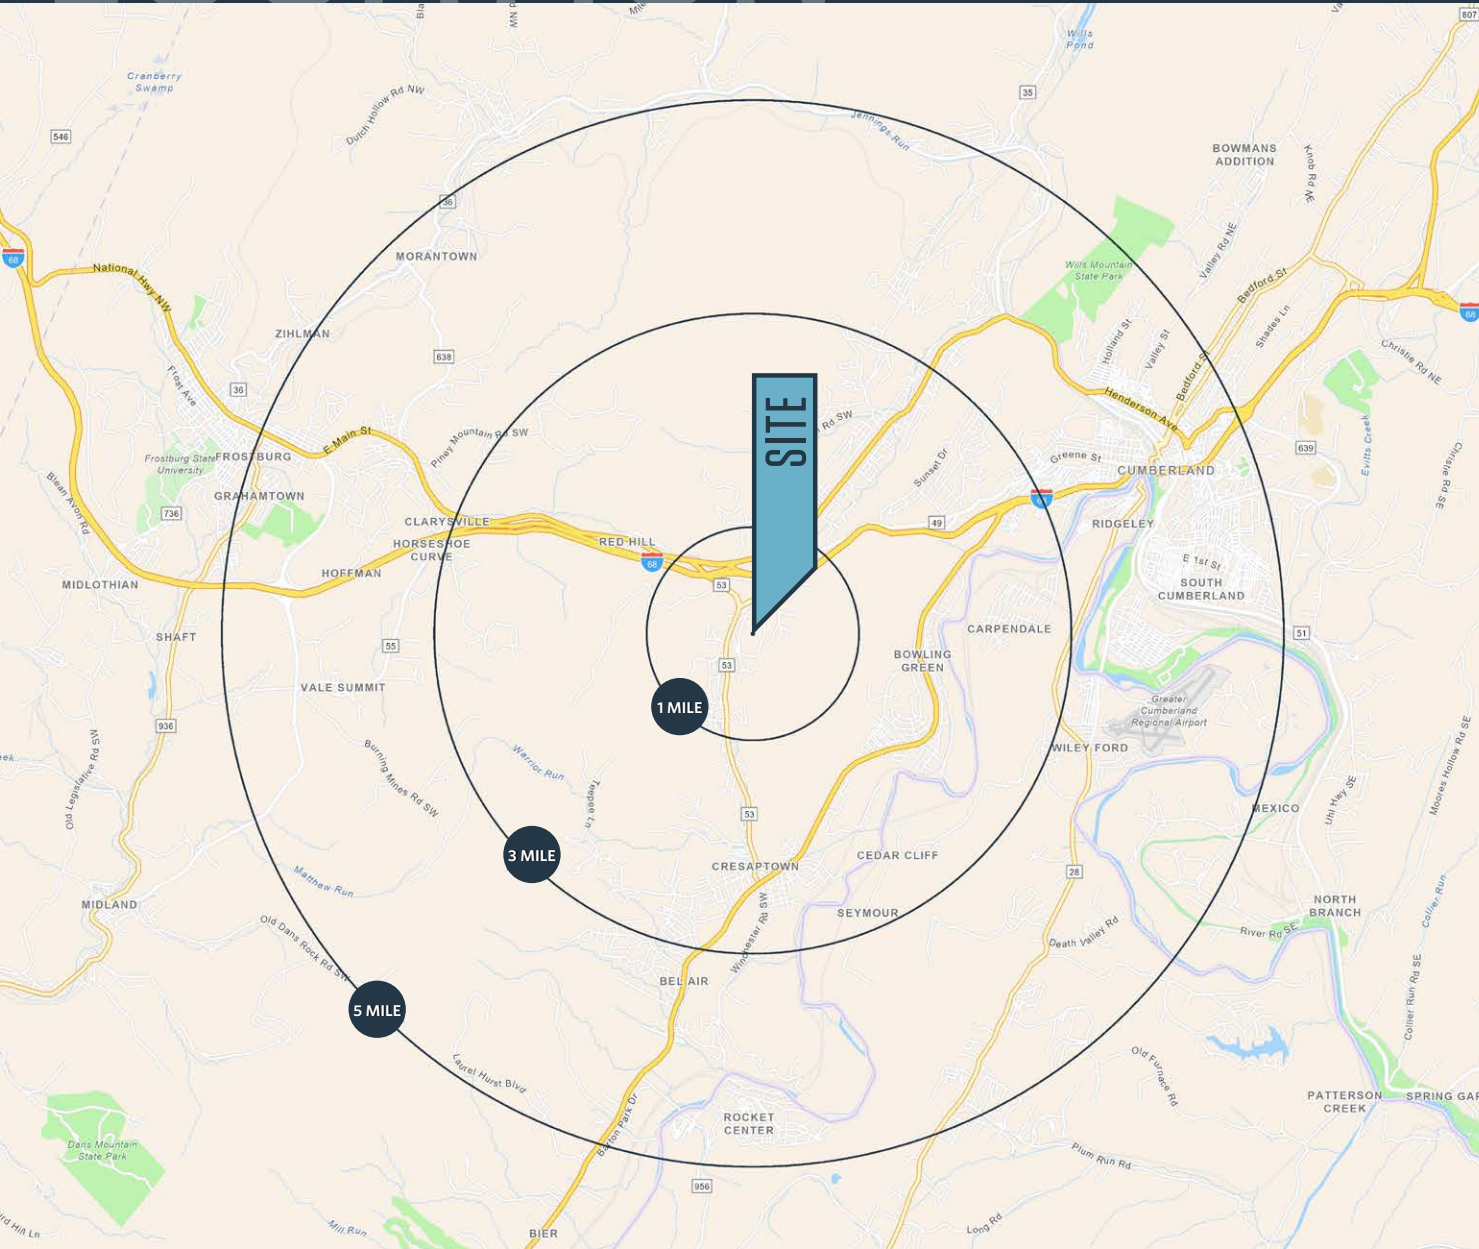 807
Wills
Pond
Cranberry
Swamp
35
Dutch Hollow Rd NW
Jennings Run
546
BOWMANS
ADDITION
Knob Rd NE
36
MORANTOWN
Valley Rd NE
68
National Hwy NW
Wills Mountain
State Park
Bedford St
68
ZIHLMAN
Holland St
Valley St
Shades Ln
638
Christie Rd NE
Frost Ave
36
Bedford St
Henderson Ave
SITE
Rd SW
E Main St
Piney Mountain Rd SW
639
Evitts Creek
Christie Rd SE
Frostburg State
University
FROSTBURG
Sunset Dr
Greene St
CUMBERLAND
GRAHAMTOWN
Blean Avon Rd
736
CLARYSVILLE
49
RIDGELEY
HORSESHOE
CURVE
RED HILL
68
E 1st St
HOFFMAN
MIDLOTHIAN
53
SOUTH
CUMBERLAND
SHAFT
CARPENDALE
51
55
BOWLING
GREEN
53
VALE SUMMIT
1 MILE
Greater
Cumberland
Regional Airport
936
Old Legislative Rd SW
Burning Mines Rd SW
Warrior Run
WILEY FORD
Teepee Ln
Moores Hollow Rd SE
Uhl Hwy SE
MEXICO
53
3 MILE
CRESAPTOWN
CEDAR CLIFF
28
Matthew Run
MIDLAND
Old Dans Rock Rd SW
SEYMOUR
Winchester Rd SW
Death Valley Rd
NORTH
BRANCH
River Rd SE
Collier Run
BEL AIR
5 MILE
Collier Run Rd SE
Laurel Hurst Blvd
Old Furnace Rd
PATTERSON
CREEK
SPRING GAP
Barton Park Dr
ROCKET
CENTER
Dans Mountain
State Park
Plum Run Rd
956
Mill Run
BIER
Long Rd